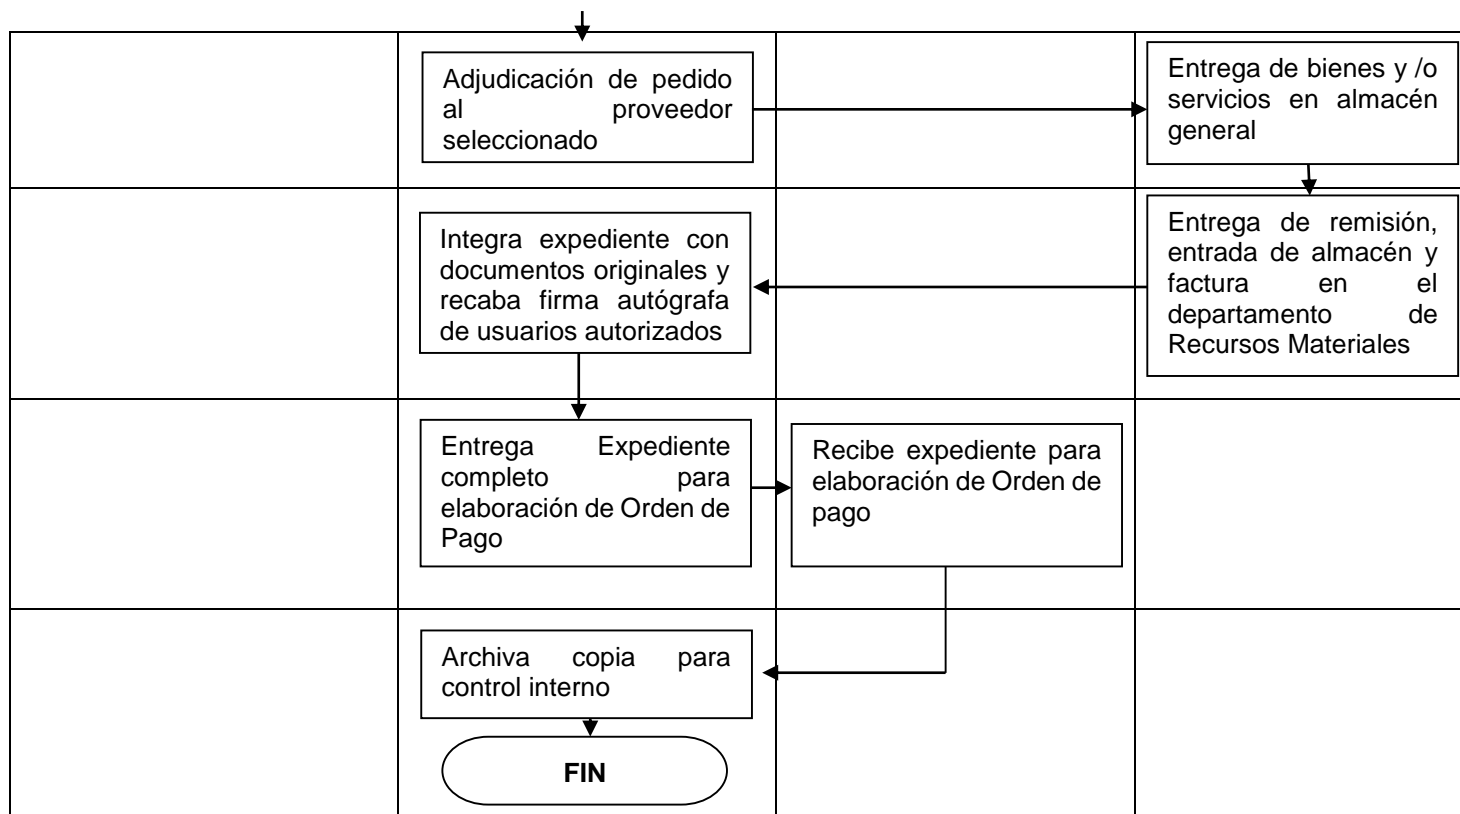 Adjudicación de pedido
al proveedor
seleccionado
Entrega de bienes y /o
servicios en almacén
general
Entrega de remisión,
entrada de almacén y
factura en el
departamento de
Recursos Materiales
Integra expediente con
documentos originales y
recaba firma autógrafa
de usuarios autorizados
Entrega Expediente
completo para
elaboración de Orden de
Pago
Recibe expediente para
elaboración de Orden de
pago
Archiva copia para
control interno
FIN